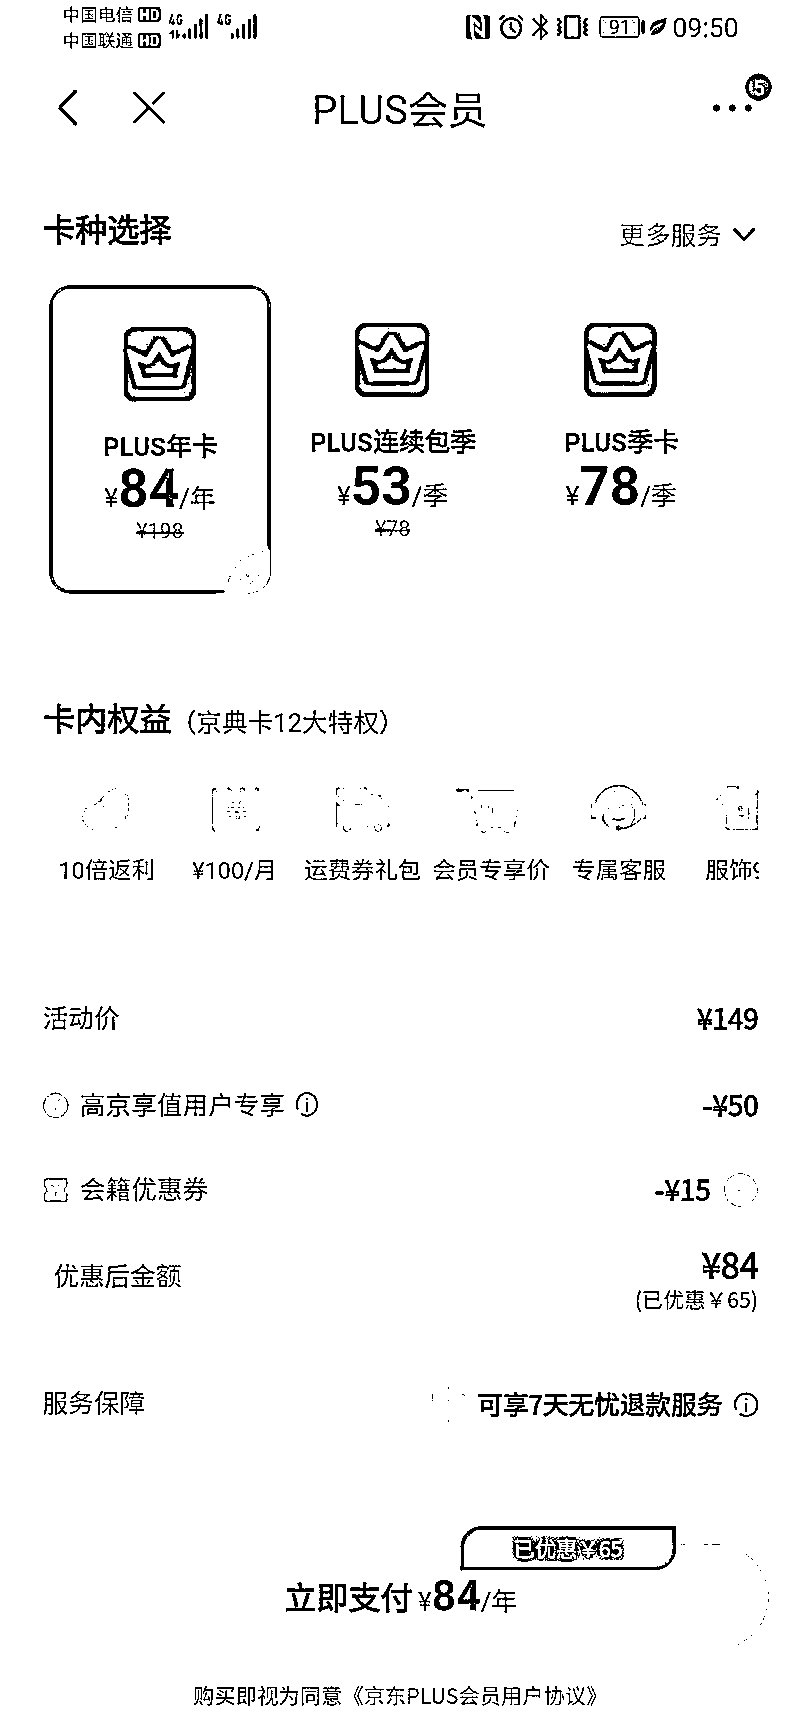 中国电信 HD 4G 4G 91 09:50
中国联通 HD
PLUS会员
15
卡种选择
更多服务
PLUS年卡 PLUS连续包季 PLUS季卡
¥84/年 ¥53/季 ¥78/季
¥198 ¥78
卡内权益（京典卡12大特权）
10倍返利 ¥100/月 运费券礼包 会员专享价 专属客服 服饰9
活动价 ¥149
高京享值用户专享 -¥50
会籍优惠券 -¥15
优惠后金额 ¥84
(已优惠￥65)
服务保障 可享7天无忧退款服务
已优惠￥65
立即支付 ¥84/年
购买即视为同意《京东PLUS会员用户协议》